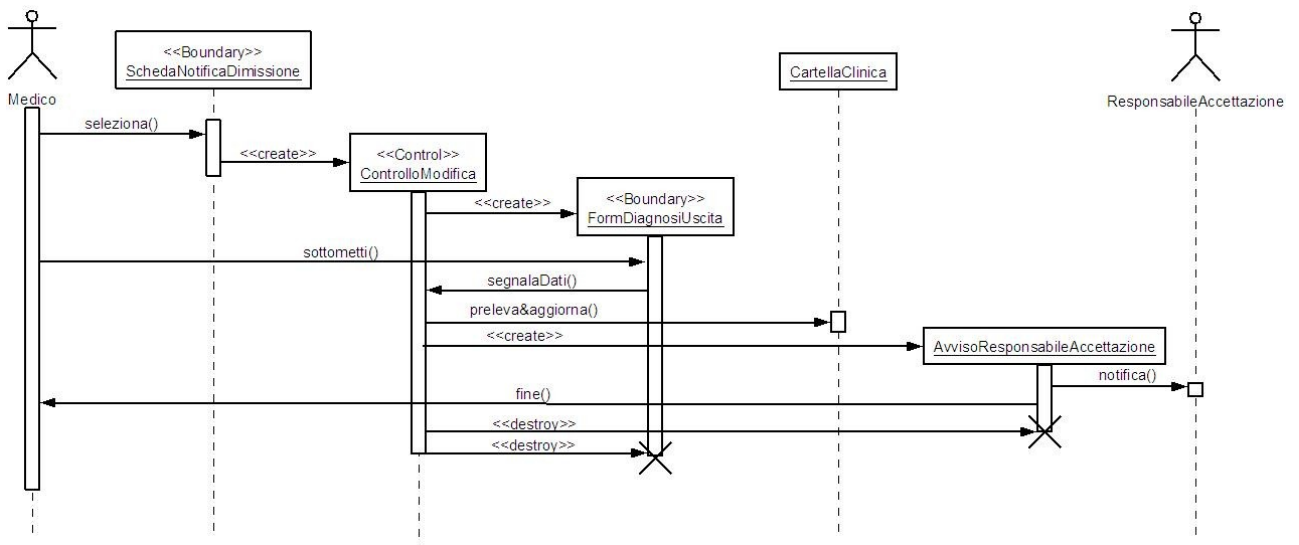 <<Boundary>>
SchedaNotificaDimissione
CartellaClinica
Medico
ResponsabileAccettazione
seleziona()
<<create>>
<<Control>>
ControlloModifica
<<create>>
<<Boundary>>
FormDiagnosiUscita
sottometti()
segnalaDati()
preleva&aggiorna()
<<create>>
AvvisoResponsabileAccettazione
notifica()
fine()
<<destroy>>
<<destroy>>